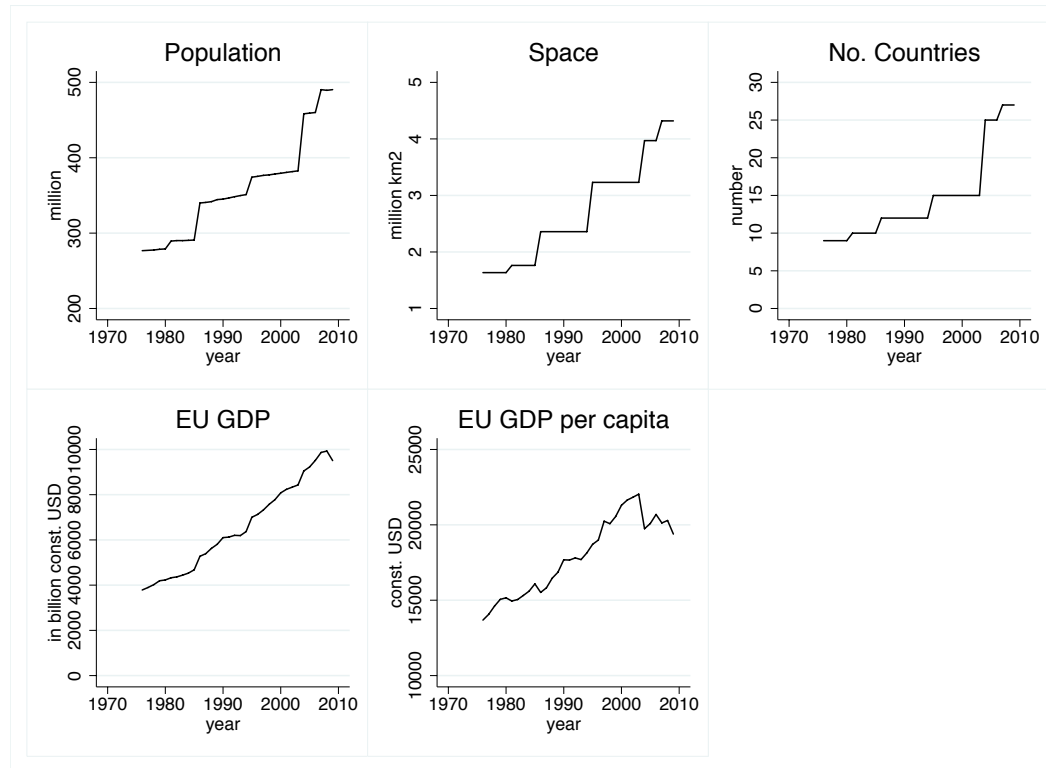 Population
million
500
400
300
200
1970 1980 1990 2000 2010
year
Space
million km2
5
4
3
2
1
1970 1980 1990 2000 2010
year
No. Countries
number
30
25
20
15
10
5
0
1970 1980 1990 2000 2010
year
EU GDP
in billion const. USD
10000
8000
6000
4000
2000
0
1970 1980 1990 2000 2010
year
EU GDP per capita
const. USD
25000
20000
15000
10000
1970 1980 1990 2000 2010
year